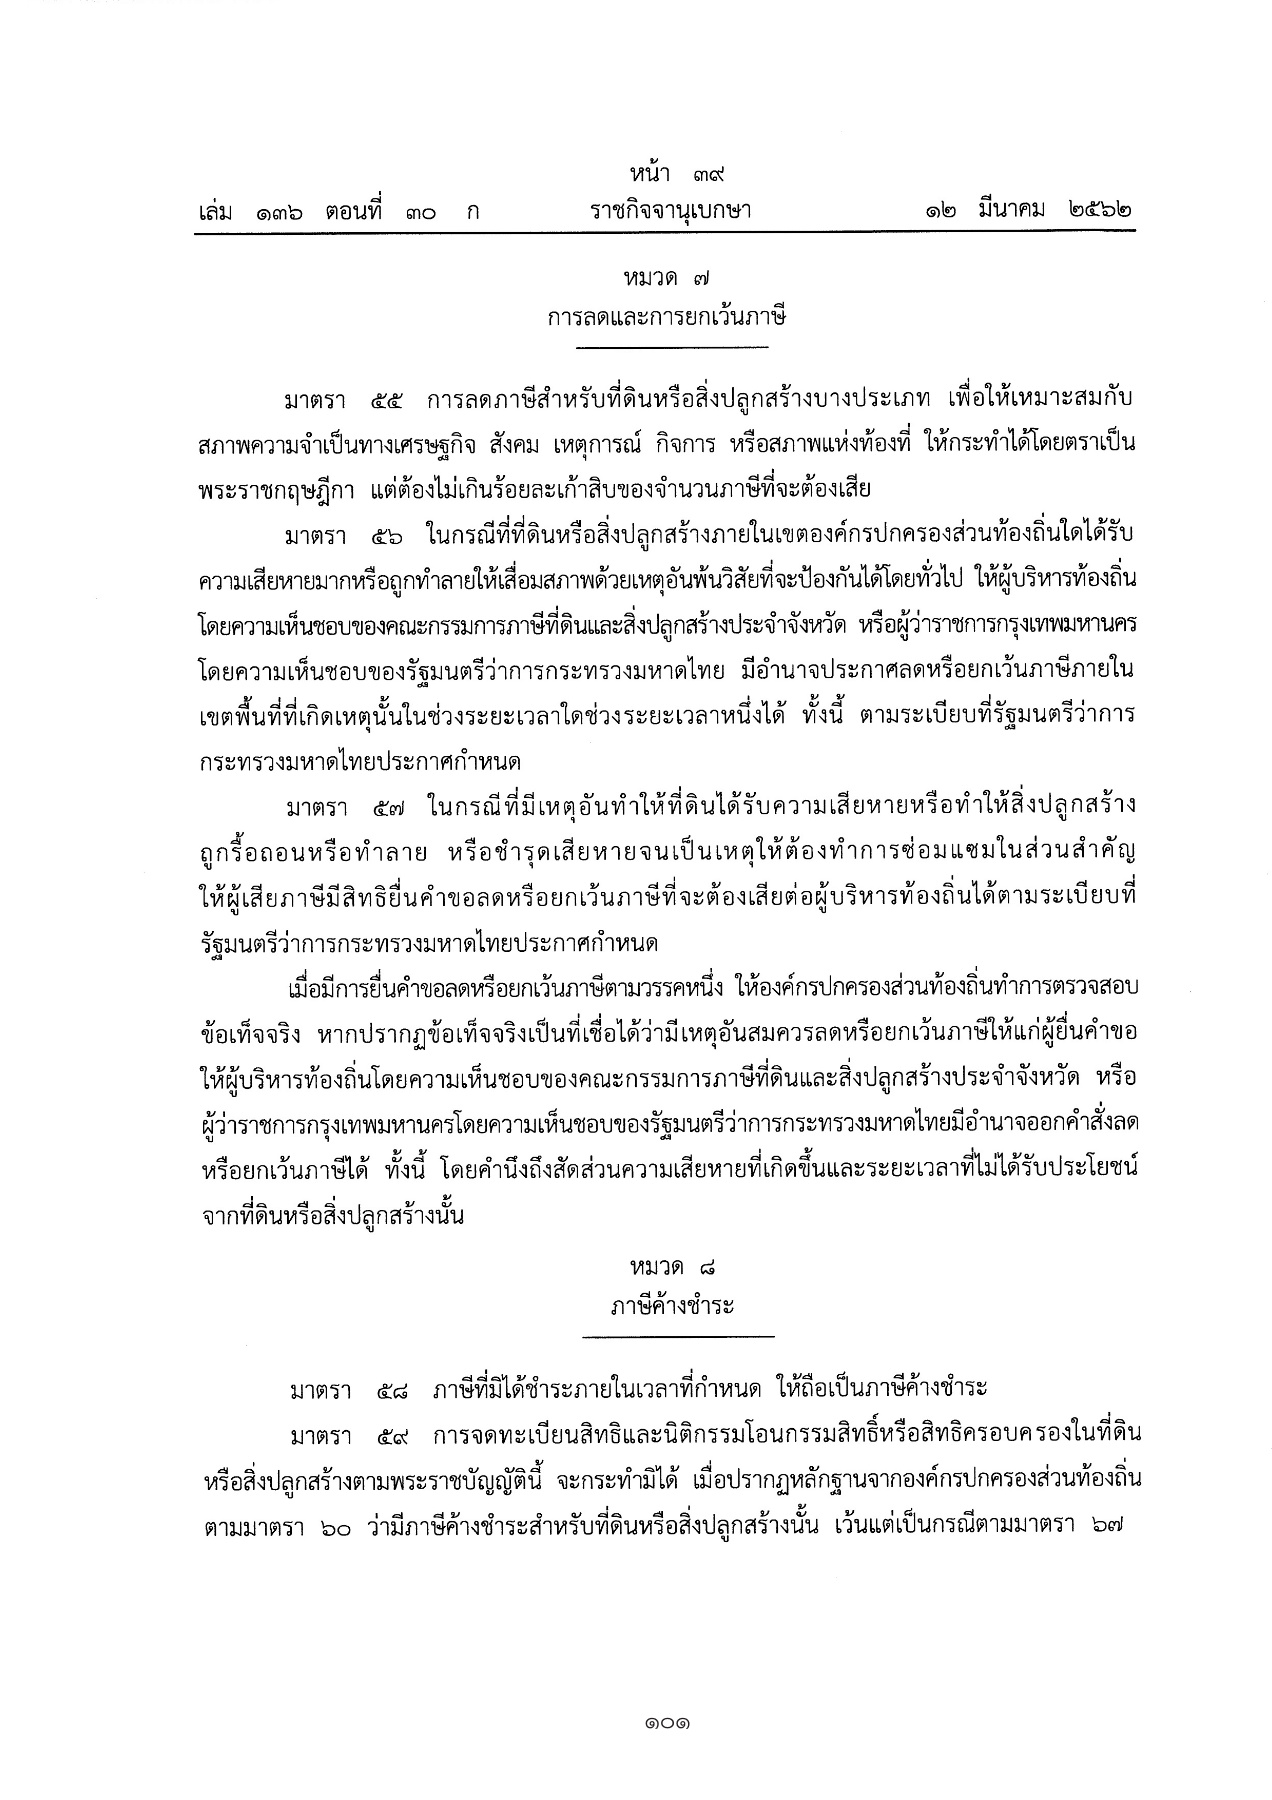 หน้า ๓๙
เล่ม ๑๓๖ ตอนที่ ๓๐ ก ราชกิจจานุเบกษา ๑๒ มีนาคม ๒๕๖๒
หมวด ๗
การลดและการยกเว้นภาษี
มาตรา ๕๕ การลดภาษีสำหรับที่ดินหรือสิ่งปลูกสร้างบางประเภท เพื่อให้เหมาะสมกับ
สภาพความจำเป็นทางเศรษฐกิจ สังคม เหตุการณ์ กิจการ หรือสภาพแห่งท้องที่ ให้กระทำได้โดยตราเป็น
พระราชกฤษฎีกา แต่ต้องไม่เกินร้อยละเก้าสิบของจำนวนภาษีที่จะต้องเสีย
มาตรา ๕๖ ในกรณีที่ที่ดินหรือสิ่งปลูกสร้างภายในเขตองค์กรปกครองส่วนท้องถิ่นใดได้รับ
ความเสียหายมากหรือถูกทำลายให้เสื่อมสภาพด้วยเหตุอันพ้นวิสัยที่จะป้องกันได้โดยทั่วไป ให้ผู้บริหารท้องถิ่น
โดยความเห็นชอบของคณะกรรมการภาษีที่ดินและสิ่งปลูกสร้างประจำจังหวัด หรือผู้ว่าราชการกรุงเทพมหานคร
โดยความเห็นชอบของรัฐมนตรีว่าการกระทรวงมหาดไทย มีอำนาจประกาศลดหรือยกเว้นภาษีภายใน
เขตพื้นที่ที่เกิดเหตุนั้นในช่วงระยะเวลาใดช่วงระยะเวลาหนึ่งได้ ทั้งนี้ ตามระเบียบที่รัฐมนตรีว่าการ
กระทรวงมหาดไทยประกาศกำหนด
มาตรา ๕๗ ในกรณีที่มีเหตุอันทำให้ที่ดินได้รับความเสียหายหรือทำให้สิ่งปลูกสร้าง
ถูกรื้อถอนหรือทำลาย หรือชำรุดเสียหายจนเป็นเหตุให้ต้องทำการซ่อมแซมในส่วนสำคัญ
ให้ผู้เสียภาษีมีสิทธิยื่นคำขอลดหรือยกเว้นภาษีที่จะต้องเสียต่อผู้บริหารท้องถิ่นได้ตามระเบียบที่
รัฐมนตรีว่าการกระทรวงมหาดไทยประกาศกำหนด
เมื่อมีการยื่นคำขอลดหรือยกเว้นภาษีตามวรรคหนึ่ง ให้องค์กรปกครองส่วนท้องถิ่นทำการตรวจสอบ
ข้อเท็จจริง หากปรากฏข้อเท็จจริงเป็นที่เชื่อได้ว่ามีเหตุอันสมควรลดหรือยกเว้นภาษีให้แก่ผู้ยื่นคำขอ
ให้ผู้บริหารท้องถิ่นโดยความเห็นชอบของคณะกรรมการภาษีที่ดินและสิ่งปลูกสร้างประจำจังหวัด หรือ
ผู้ว่าราชการกรุงเทพมหานครโดยความเห็นชอบของรัฐมนตรีว่าการกระทรวงมหาดไทยมีอำนาจออกคำสั่งลด
หรือยกเว้นภาษีได้ ทั้งนี้ โดยคำนึงถึงสัดส่วนความเสียหายที่เกิดขึ้นและระยะเวลาที่ไม่ได้รับประโยชน์
จากที่ดินหรือสิ่งปลูกสร้างนั้น
หมวด ๘
ภาษีค้างชำระ
มาตรา ๕๘ ภาษีที่มิได้ชำระภายในเวลาที่กำหนด ให้ถือเป็นภาษีค้างชำระ
มาตรา ๕๙ การจดทะเบียนสิทธิและนิติกรรมโอนกรรมสิทธิ์หรือสิทธิครอบครองในที่ดิน
หรือสิ่งปลูกสร้างตามพระราชบัญญัตินี้ จะกระทำมิได้ เมื่อปรากฏหลักฐานจากองค์กรปกครองส่วนท้องถิ่น
ตามมาตรา ๖๐ ว่ามีภาษีค้างชำระสำหรับที่ดินหรือสิ่งปลูกสร้างนั้น เว้นแต่เป็นกรณีตามมาตรา ๖๗
๑๐๑